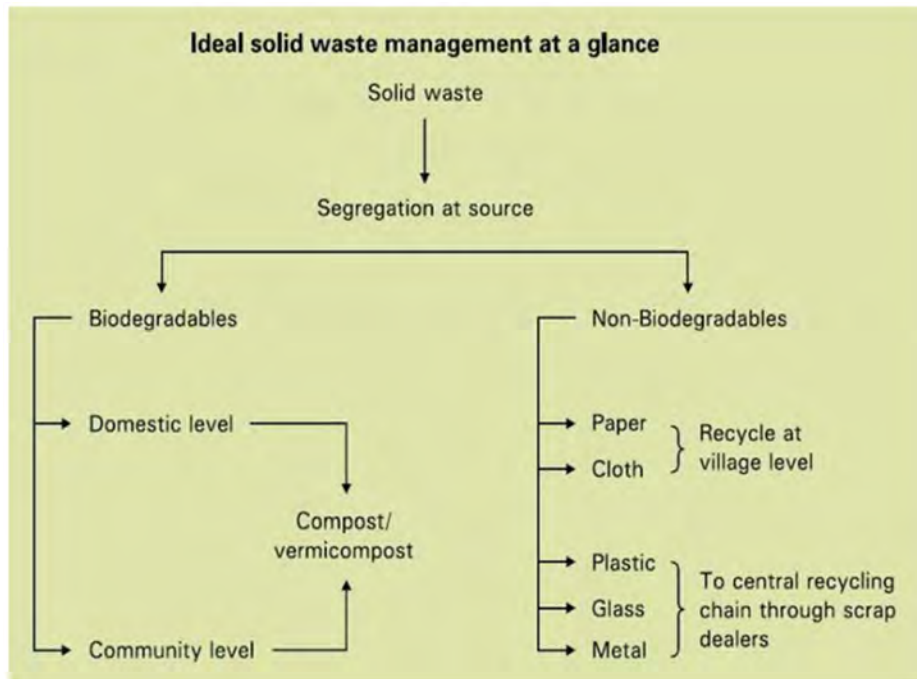 Ideal solid waste management at a glance
Solid waste
Segregation at source
Biodegradables
Domestic level
Compost/
vermicompost
Community level
Non-Biodegradables
Paper
Cloth
Recycle at
village level
Plastic
Glass
Metal
To central recycling
chain through scrap
dealers